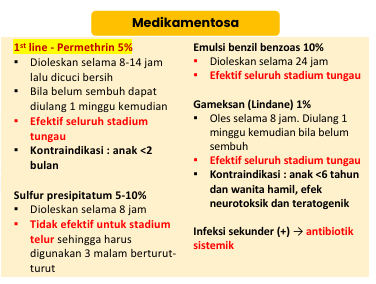 Medikamentosa
1st line - Permethrin 5%
▪ Dioleskan selama 8-14 jam
lalu dicuci bersih
▪ Bila belum sembuh dapat
diulang 1 minggu kemudian
▪ Efektif seluruh stadium
tungau
▪ Kontraindikasi : anak <2
bulan
Sulfur presipitatum 5-10%
▪ Dioleskan selama 8 jam
▪ Tidak efektif untuk stadium
telur sehingga harus
digunakan 3 malam berturut-
turut
Emulsi benzil benzoas 10%
▪ Dioleskan selama 24 jam
▪ Efektif seluruh stadium tungau
Gameksan (Lindane) 1%
▪ Oles selama 8 jam. Diulang 1
minggu kemudian bila belum
sembuh
▪ Efektif seluruh stadium tungau
▪ Kontraindikasi : anak <6 tahun
dan wanita hamil, efek
neurotoksik dan teratogenik
Infeksi sekunder (+) → antibiotik
sistemik